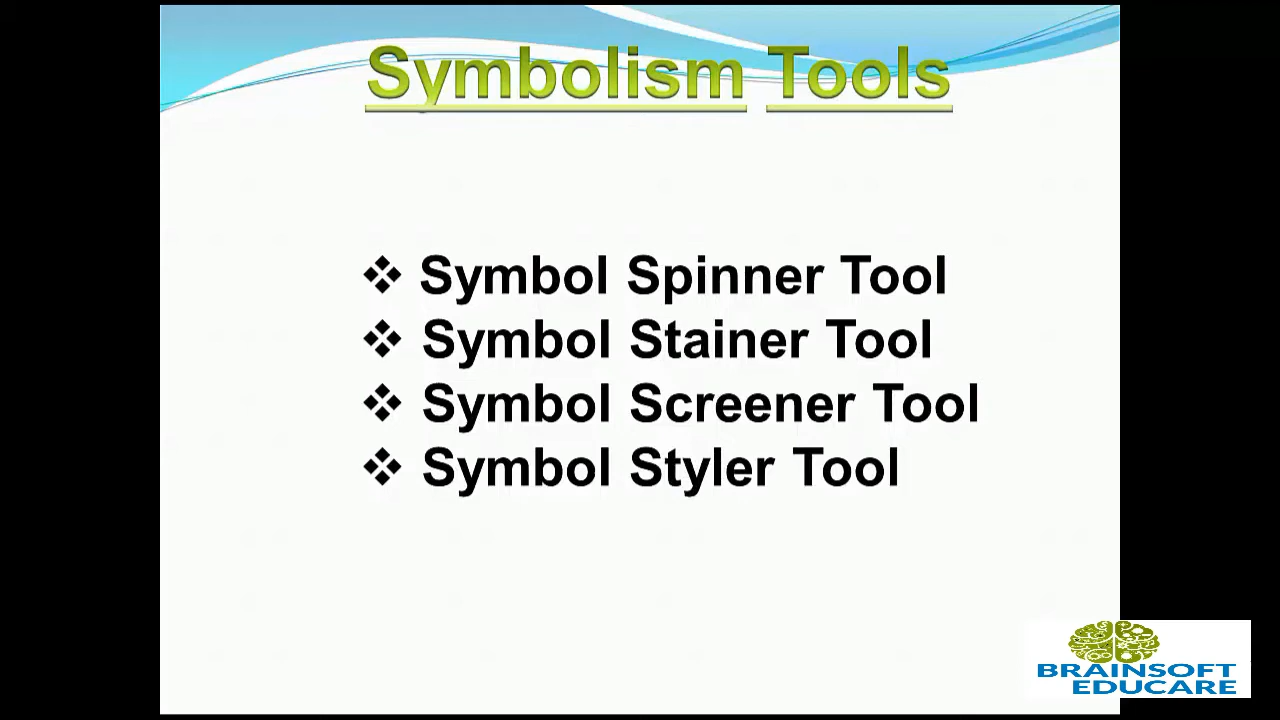 Symbolism Tools
❖ Symbol Spinner Tool
❖ Symbol Stainer Tool
❖ Symbol Screener Tool
❖ Symbol Styler Tool
BRAINSOFT
EDUCARE